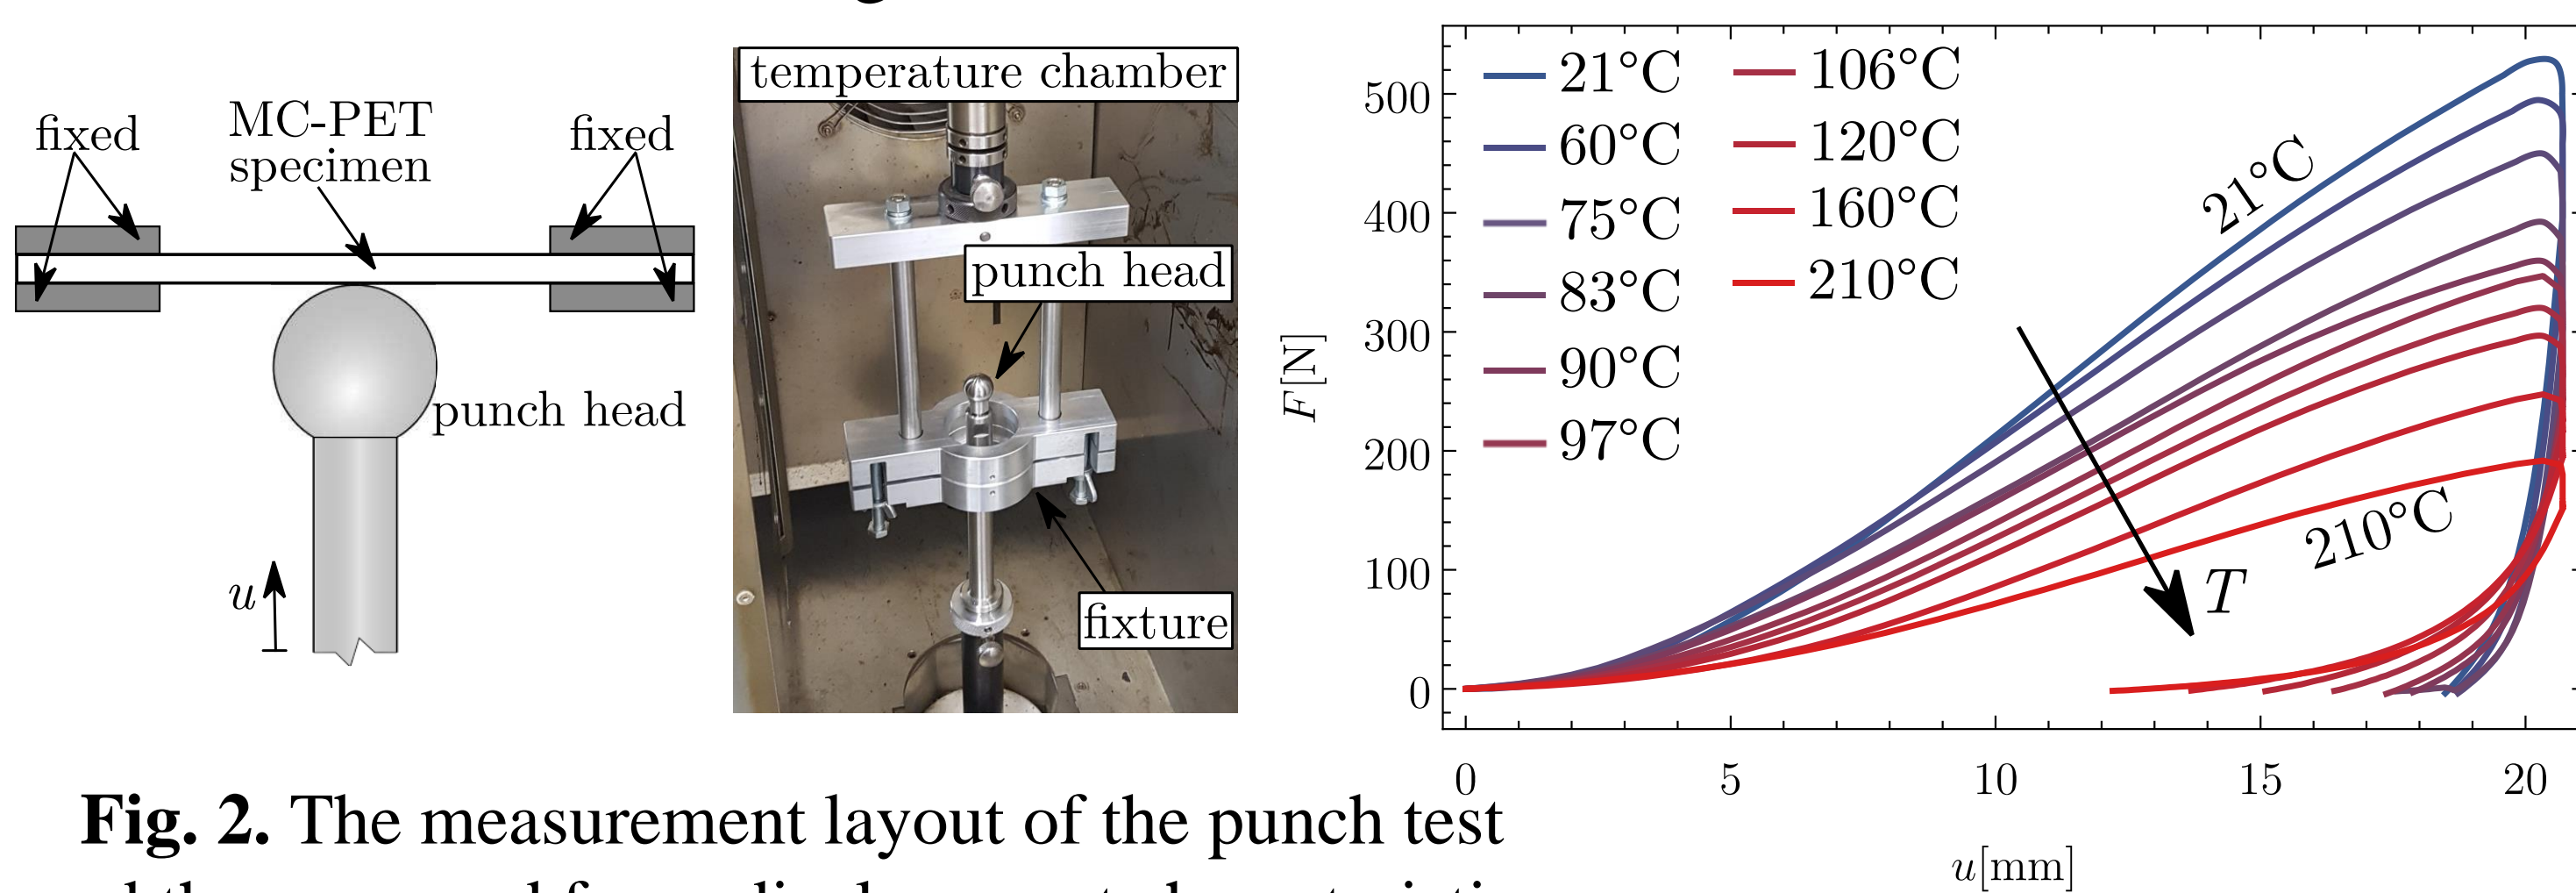 fixed
MC-PET
specimen
fixed
punch head
u
temperature chamber
punch head
fixture
F[N]
500
400
300
200
100
0
21°C
60°C
75°C
83°C
90°C
97°C
106°C
120°C
160°C
210°C
21°C
210°C
T
0 5 10 15 20
u[mm]
Fig. 2. The measurement layout of the punch test